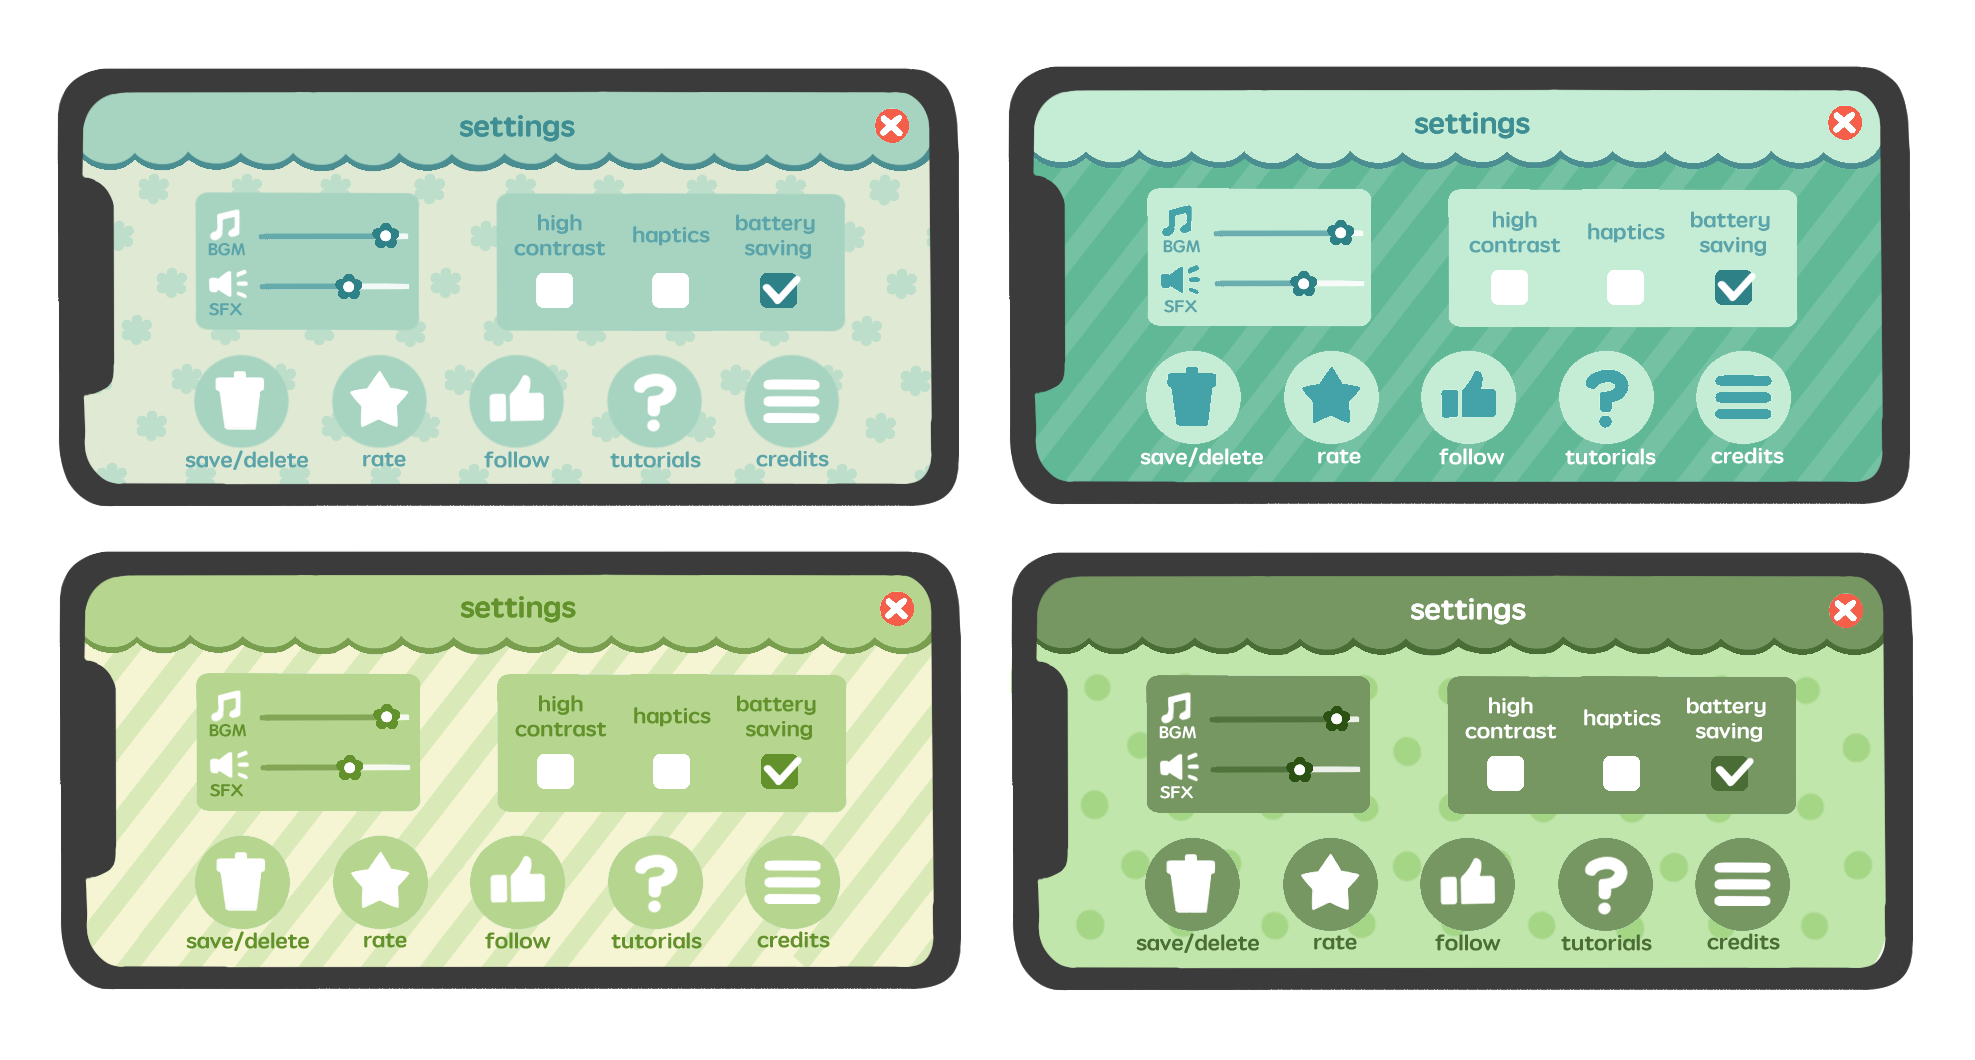 settings
BGM
SFX
high
contrast
haptics
battery
saving
save/delete
rate
follow
tutorials
credits
settings
BGM
SFX
high
contrast
haptics
battery
saving
save/delete
rate
follow
tutorials
credits
settings
BGM
SFX
high
contrast
haptics
battery
saving
save/delete
rate
follow
tutorials
credits
settings
BGM
SFX
high
contrast
haptics
battery
saving
save/delete
rate
follow
tutorials
credits